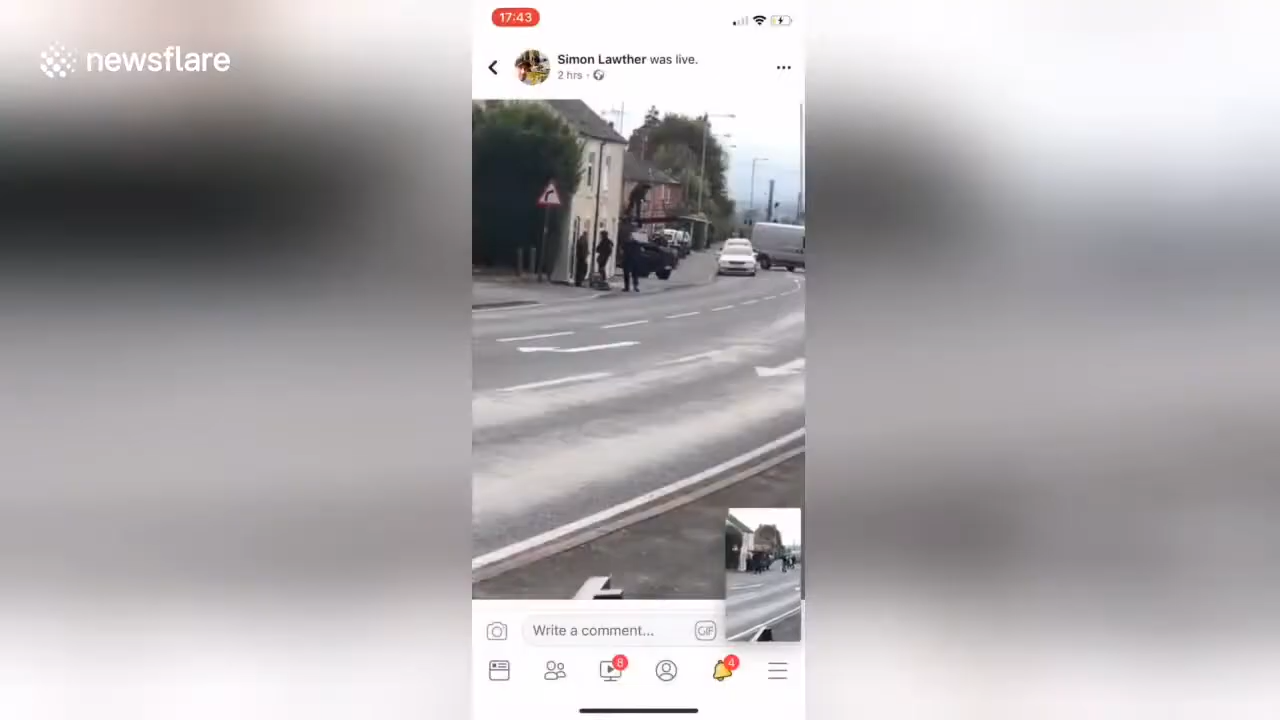 17:43
newsflare
Simon Lawther was live.
2 hrs ·
Write a comment...
GIF
8
4